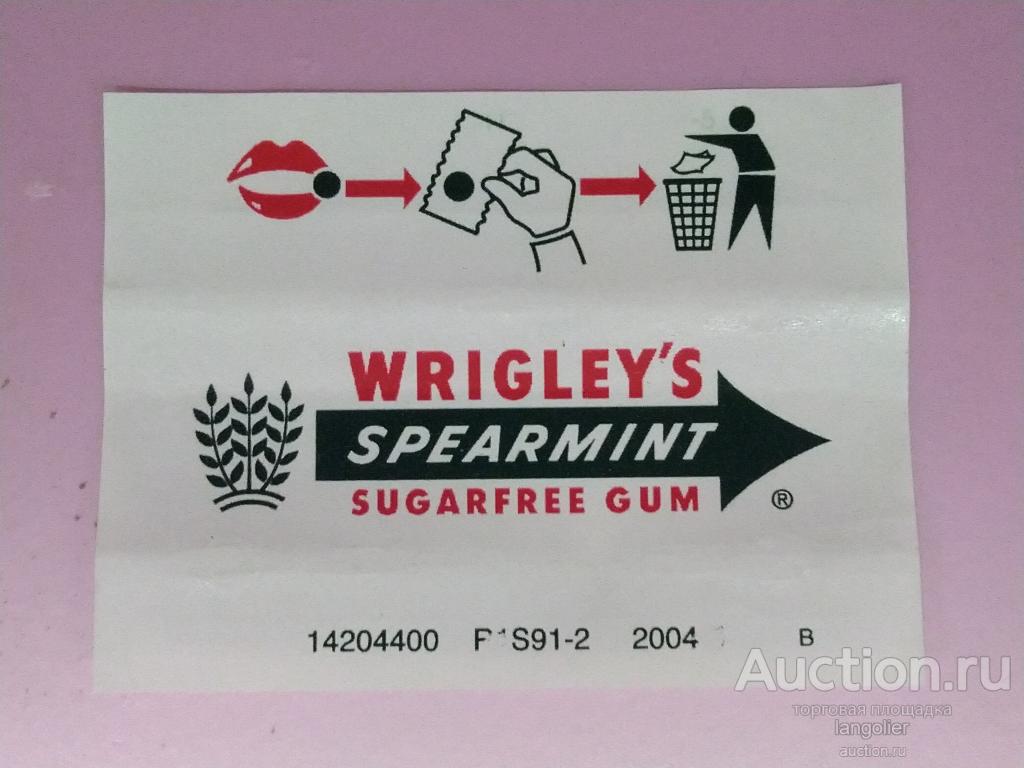 WRIGLEY'S
SPEARMINT
SUGARFREE GUM
®
14204400 2004 B
Auction.ru
торговая площадка
langolier
auction.ru